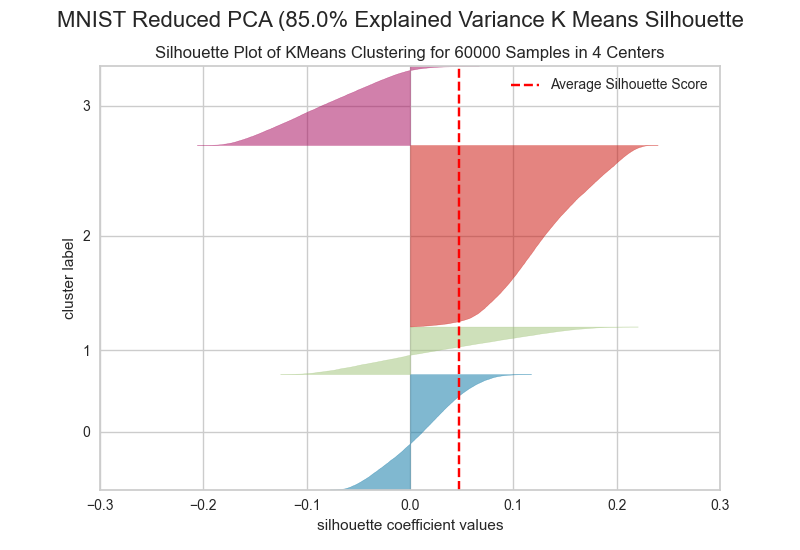 MNIST Reduced PCA (85.0% Explained Variance K Means Silhouette
Silhouette Plot of KMeans Clustering for 60000 Samples in 4 Centers
Average Silhouette Score
3
2
1
0
cluster label
−0.3 −0.2 −0.1 0.0 0.1 0.2 0.3
silhouette coefficient values